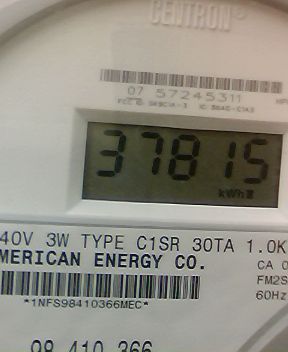 CENTRON®
07 57245311
37815
kWh
40V 3W TYPE C1SR 30TA 1.0K
MERICAN ENERGY CO.
CA 0
FM2S
60Hz
*1NFS98410366MEC*
98 410 366